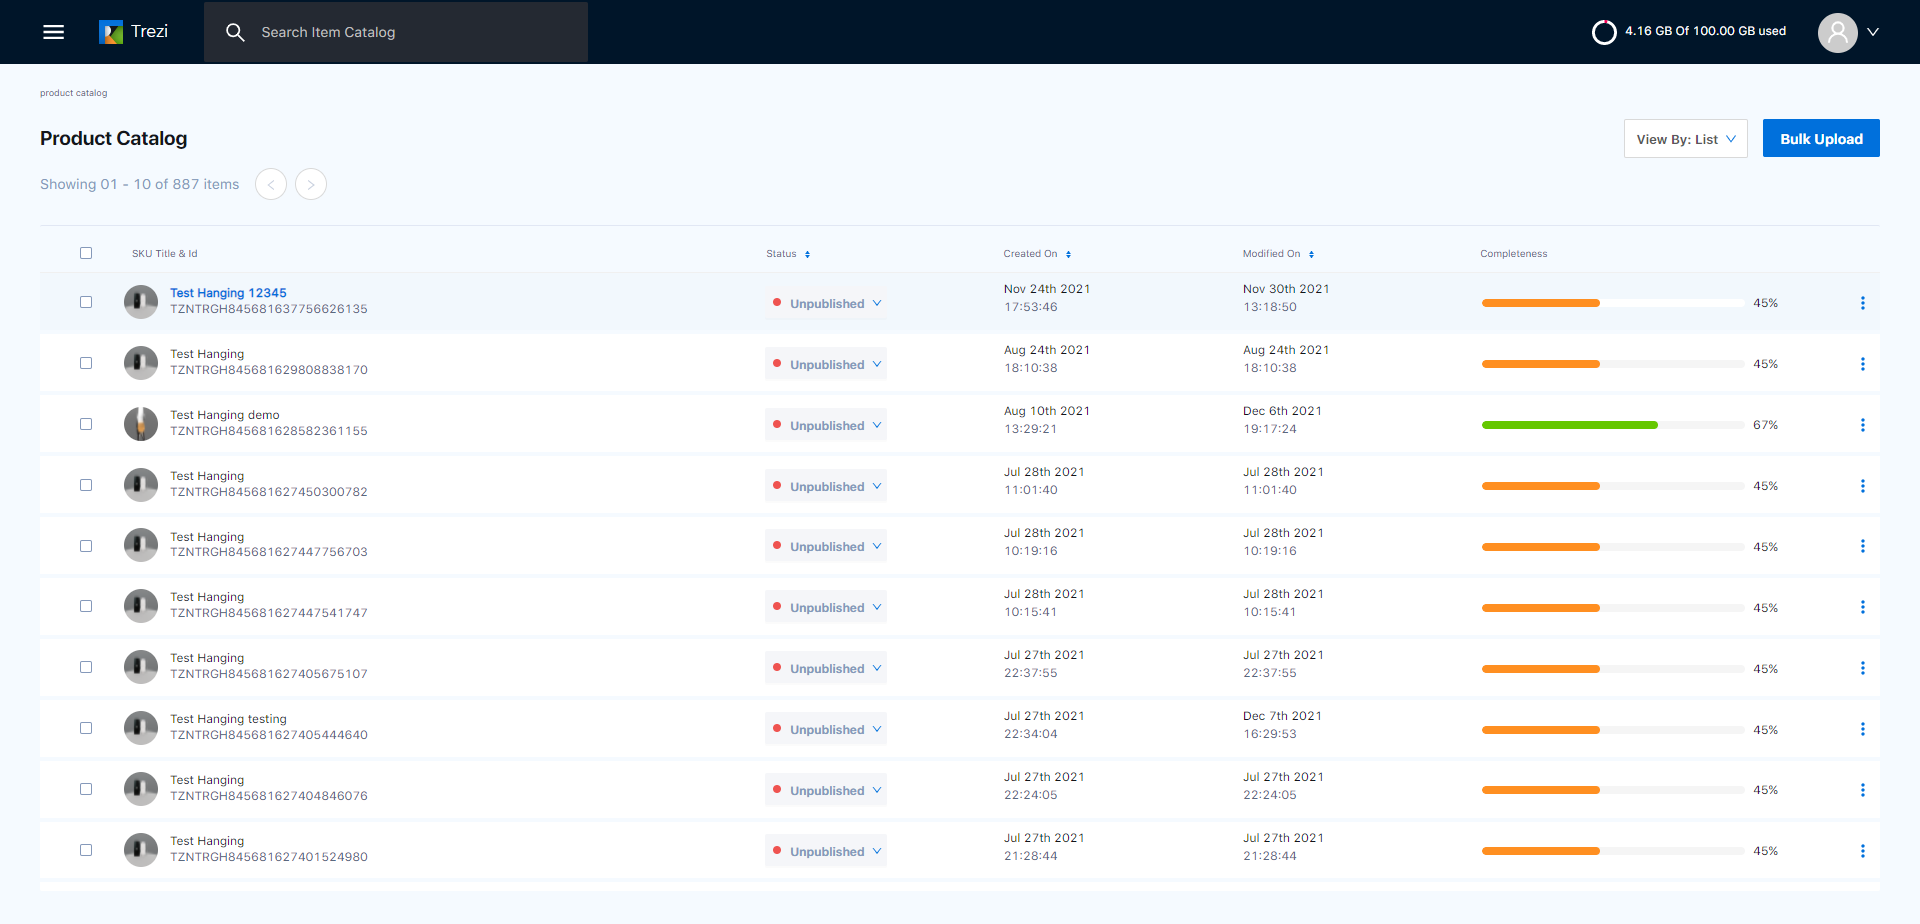 Trezi
Search Item Catalog
4.16 GB Of 100.00 GB used
product catalog
Product Catalog
View By: List
Bulk Upload
Showing 01 - 10 of 887 items
SKU Title & Id Status Created On Modified On Completeness
Test Hanging 12345
TZNTRGH845681637756626135
Unpublished
Nov 24th 2021
17:53:46
Nov 30th 2021
13:18:50
45%
Test Hanging
TZNTRGH845681629808838170
Unpublished
Aug 24th 2021
18:10:38
Aug 24th 2021
18:10:38
45%
Test Hanging demo
TZNTRGH845681628582361155
Unpublished
Aug 10th 2021
13:29:21
Dec 6th 2021
19:17:24
67%
Test Hanging
TZNTRGH845681627450300782
Unpublished
Jul 28th 2021
11:01:40
Jul 28th 2021
11:01:40
45%
Test Hanging
TZNTRGH845681627447756703
Unpublished
Jul 28th 2021
10:19:16
Jul 28th 2021
10:19:16
45%
Test Hanging
TZNTRGH845681627447541747
Unpublished
Jul 28th 2021
10:15:41
Jul 28th 2021
10:15:41
45%
Test Hanging
TZNTRGH845681627405675107
Unpublished
Jul 27th 2021
22:37:55
Jul 27th 2021
22:37:55
45%
Test Hanging testing
TZNTRGH845681627405444640
Unpublished
Jul 27th 2021
22:34:04
Dec 7th 2021
16:29:53
45%
Test Hanging
TZNTRGH845681627404846076
Unpublished
Jul 27th 2021
22:24:05
Jul 27th 2021
22:24:05
45%
Test Hanging
TZNTRGH845681627401524980
Unpublished
Jul 27th 2021
21:28:44
Jul 27th 2021
21:28:44
45%